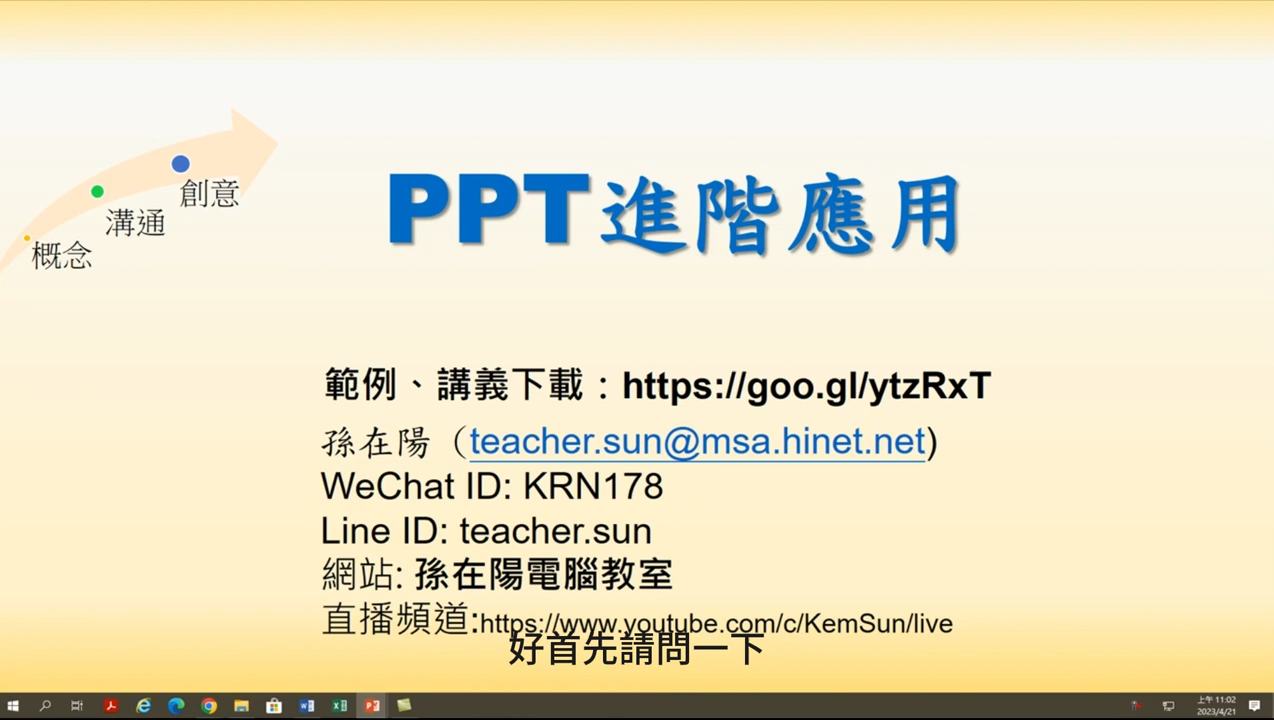 創意
溝通
概念
PPT進階應用
範例、講義下載：https://goo.gl/ytzRxT
孫在陽（teacher.sun@msa.hinet.net)
WeChat ID: KRN178
Line ID: teacher.sun
網站: 孫在陽電腦教室
直播頻道:https://www.youtube.com/c/KemSun/live
好首先請問一下
上午 11:02
2023/4/21